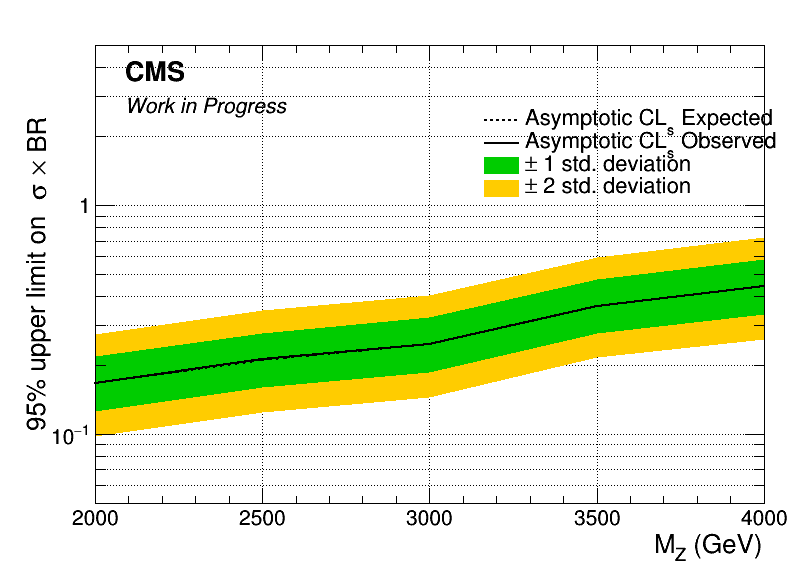 CMS
Work in Progress
Asymptotic CLs Expected
Asymptotic CLs Observed
± 1 std. deviation
± 2 std. deviation
95% upper limit on σ × BR
1
10−1
2000 2500 3000 3500 4000
MZ (GeV)